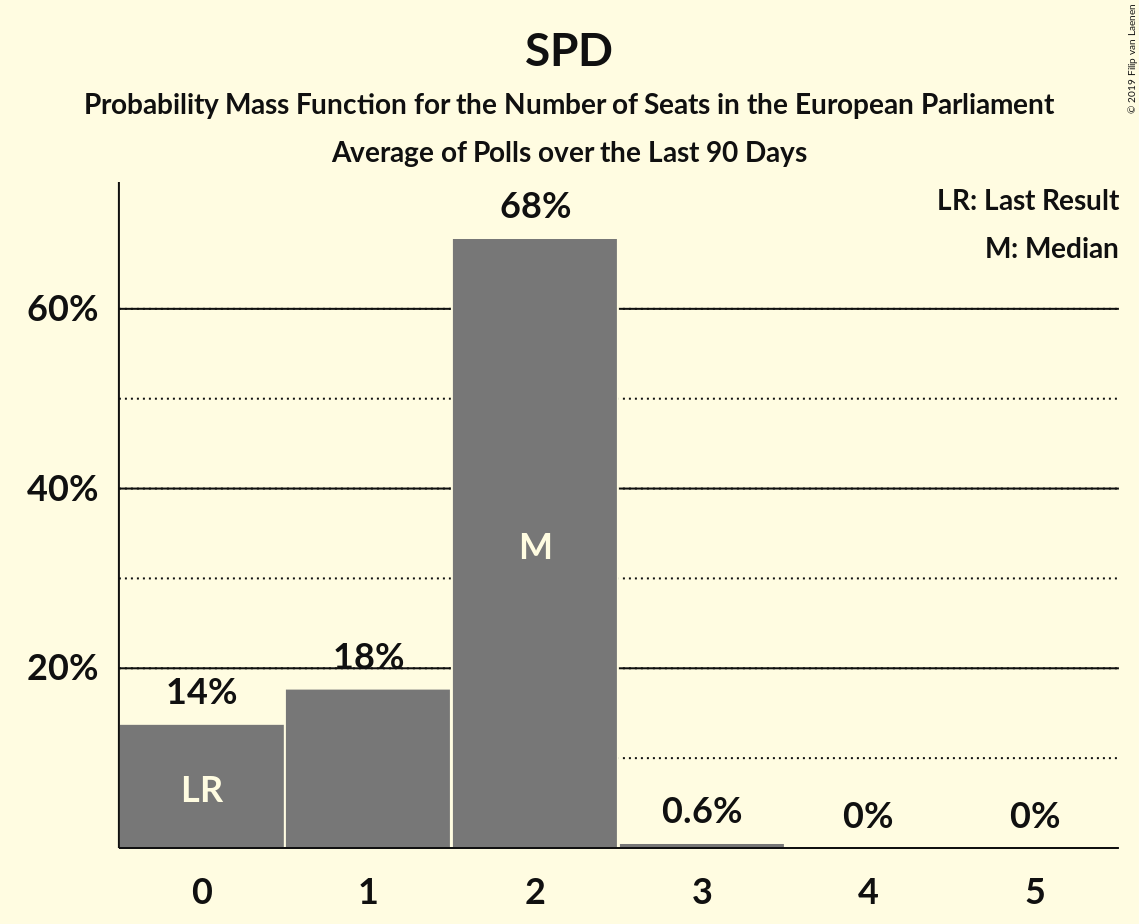 SPD
Probability Mass Function for the Number of Seats in the European Parliament
Average of Polls over the Last 90 Days
© 2019 Filip van Laenen
LR: Last Result
M: Median
68%
60%
40%
M
20%
18%
14%
LR
0.6%
0%
0%
0 1 2 3 4 5